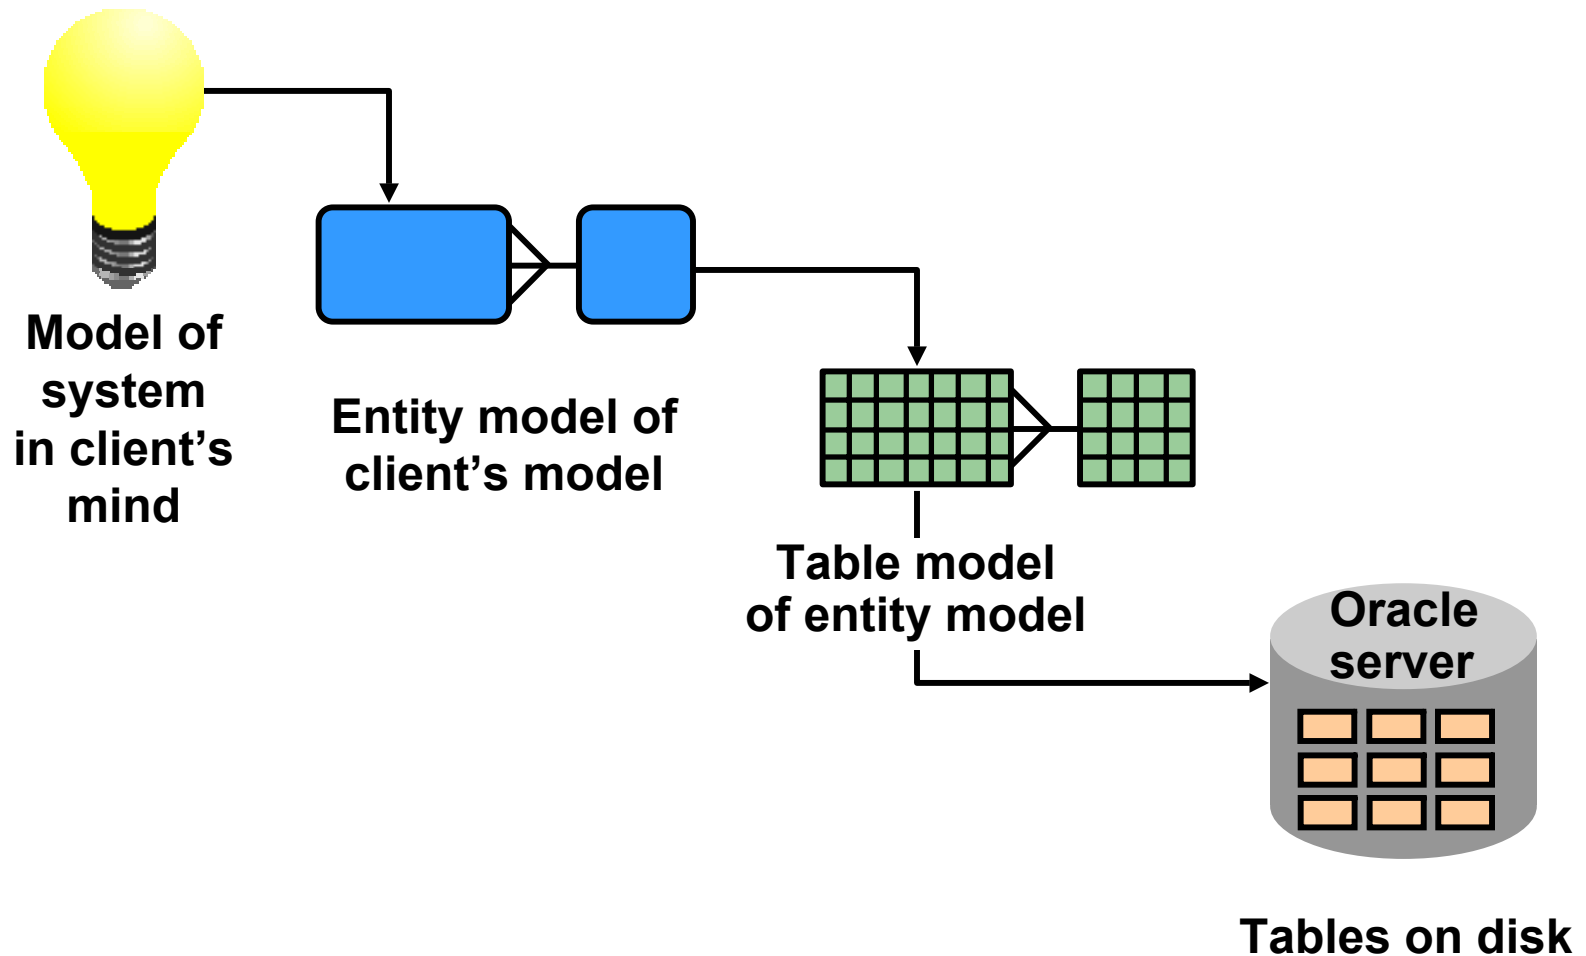 Model of
system
in client’s
mind
Entity model of
client’s model
Table model
of entity model
Oracle
server
Tables on disk